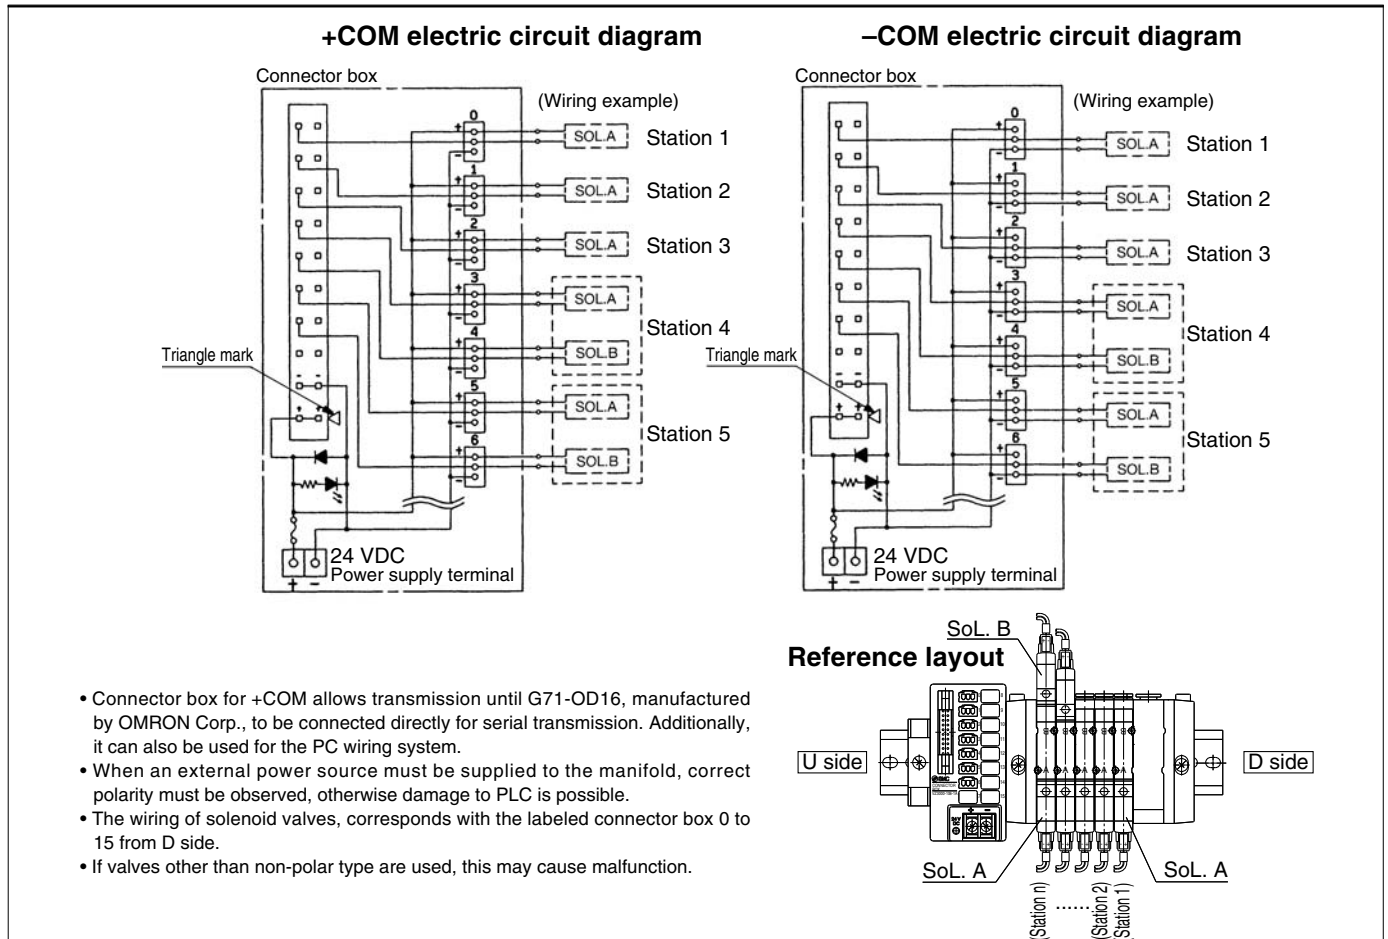 +COM electric circuit diagram
Connector box
(Wiring example)
0
+
SOL.A
Station 1
−
1
+
SOL.A
Station 2
−
2
+
SOL.A
Station 3
−
3
+
SOL.A
−
Station 4
4
+
SOL.B
−
Triangle mark
- -
5
+
SOL.A
+ +
−
Station 5
6
+
SOL.B
−
24 VDC
Power supply terminal
+ −
–COM electric circuit diagram
Connector box
(Wiring example)
0
+
SOL.A
Station 1
−
1
+
SOL.A
Station 2
−
2
+
SOL.A
Station 3
−
3
+
SOL.A
−
Station 4
4
+
SOL.B
−
Triangle mark
- -
5
+
SOL.A
+ +
−
Station 5
6
+
SOL.B
−
24 VDC
Power supply terminal
+ −
• Connector box for +COM allows transmission until G71-OD16, manufactured
by OMRON Corp., to be connected directly for serial transmission. Additionally,
it can also be used for the PC wiring system.
• When an external power source must be supplied to the manifold, correct
polarity must be observed, otherwise damage to PLC is possible.
• The wiring of solenoid valves, corresponds with the labeled connector box 0 to
15 from D side.
• If valves other than non-polar type are used, this may cause malfunction.
Reference layout
SoL. B
U side
D side
A A A A A
+ −
SoL. A
SoL. A
(Station n)
......
(Station 2)
(Station 1)